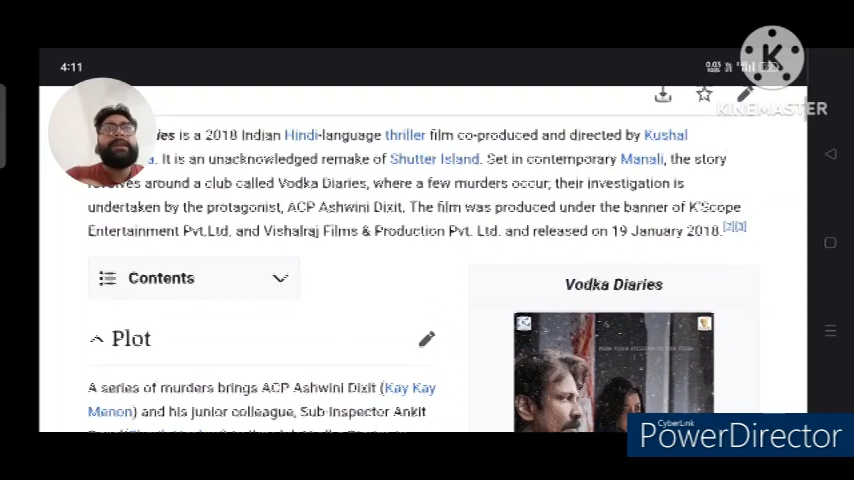 4:11
KINEMASTER
ies is a 2018 Indian Hindi-language thriller film co-produced and directed by Kushal
a. It is an unacknowledged remake of Shutter Island. Set in contemporary Manali, the story
around a club called Vodka Diaries, where a few murders occur; their investigation is
undertaken by the protagonist, ACP Ashwini Dixit. The film was produced under the banner of K'Scope
Entertainment Pvt.Ltd. and Vishalraj Films & Production Pvt. Ltd. and released on 19 January 2018.[2][3]
Contents
Vodka Diaries
Plot
A series of murders brings ACP Ashwini Dixit (Kay Kay
Menon) and his junior colleague, Sub-Inspector Ankit
CyberLink
PowerDirector